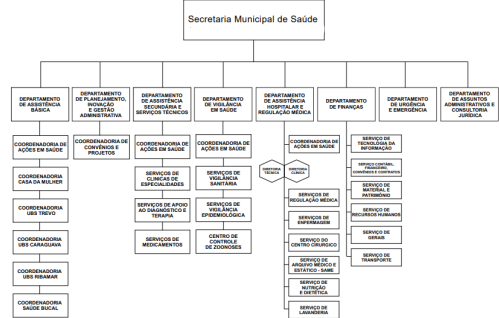 Secretaria Municipal de Saúde
DEPARTAMENTO
DE ASSISTÊNCIA
BÁSICA
DEPARTAMENTO
DE PLANEJAMENTO,
INOVAÇÃO
E GESTÃO
ADMINISTRATIVA
DEPARTAMENTO
DE ASSISTÊNCIA
SECUNDÁRIA E
SERVIÇOS TÉCNICOS
DEPARTAMENTO
DE VIGILÂNCIA
EM SAÚDE
DEPARTAMENTO
DE ASSISTÊNCIA
HOSPITALAR E
REGULAÇÃO MÉDICA
DEPARTAMENTO
DE FINANÇAS
DEPARTAMENTO
DE URGÊNCIA
E EMERGÊNCIA
DEPARTAMENTO
DE ASSUNTOS
ADMINISTRATIVOS E
CONSULTORIA
JURÍDICA
COORDENADORIA DE
AÇÕES EM SAÚDE
COORDENADORIA
CASA DA MULHER
COORDENADORIA
UBS TREVO
COORDENADORIA
UBS CARAGUAVA
COORDENADORIA
UBS RIBAMAR
COORDENADORIA
SAÚDE BUCAL
COORDENADORIA DE
CONVÊNIOS E
PROJETOS
COORDENADORIA DE
AÇÕES EM SAÚDE
SERVIÇOS DE
CLINICAS DE
ESPECIALIDADES
SERVIÇOS DE APOIO
AO DIAGNÓSTICO E
TERAPIA
SERVIÇOS DE
MEDICAMENTOS
COORDENADORIA DE
AÇÕES EM SAÚDE
SERVIÇOS DE
VIGILÂNCIA
SANITÁRIA
SERVIÇOS DE
VIGILÂNCIA
EPIDEMIOLÓGICA
CENTRO DE
CONTROLE
DE ZOONOSES
COORDENADORIA DE
AÇÕES EM SAÚDE
DIRETORIA
TÉCNICA
DIRETORIA
CLÍNICA
SERVIÇOS DE
REGULAÇÃO MÉDICA
SERVIÇOS DE
ENFERMAGEM
SERVIÇO DO
CENTRO CIRURGICO
SERVIÇO DE
ARQUIVO MÉDICO E
ESTÁTICO - SAME
SERVIÇO DE
NUTRIÇÃO
E DIETÉTICA
SERVIÇO DE
LAVANDERIA
SERVIÇO DE
TECNOLOGIA DA
INFORMAÇÃO
SERVIÇO CONTÁBIL,
FINANCEIRO,
CONVÊNIOS E CONTRATOS
SERVIÇO DE
MATERIAL E
PATRIMÔNIO
SERVIÇO DE
RECURSOS HUMANOS
SERVIÇO DE
GERAIS
SERVIÇO DE
TRANSPORTE